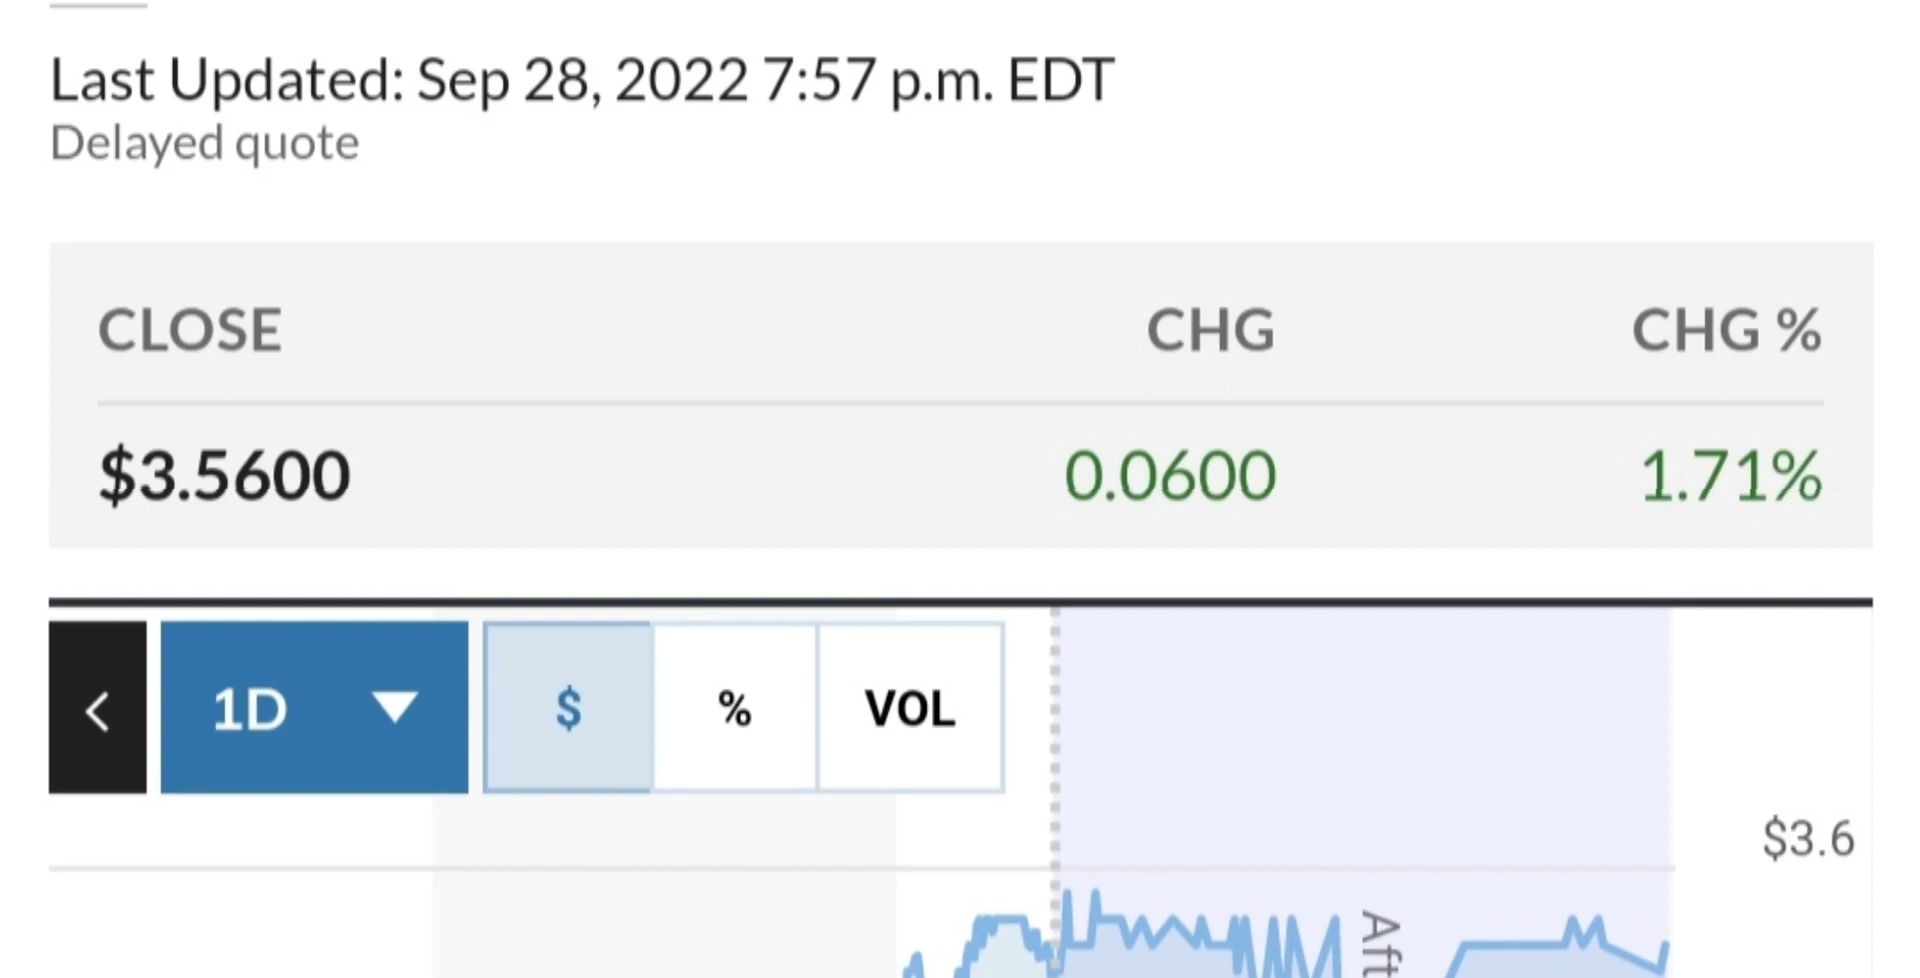 Last Updated: Sep 28, 2022 7:57 p.m. EDT
Delayed quote
CLOSE CHG CHG %
$3.5600 0.0600 1.71%
1D $ % VOL
$3.6
Aft